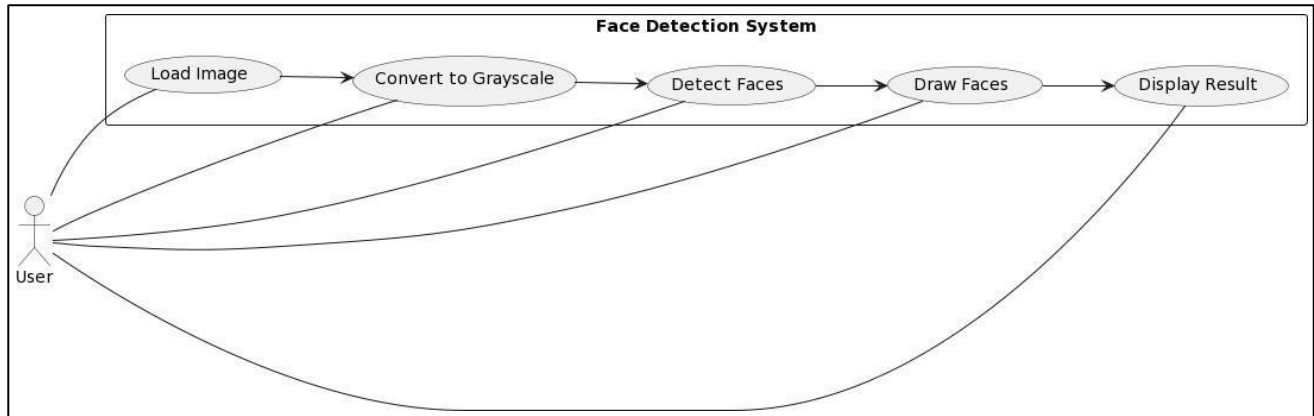 Face Detection System
Load Image
Convert to Grayscale
Detect Faces
Draw Faces
Display Result
User